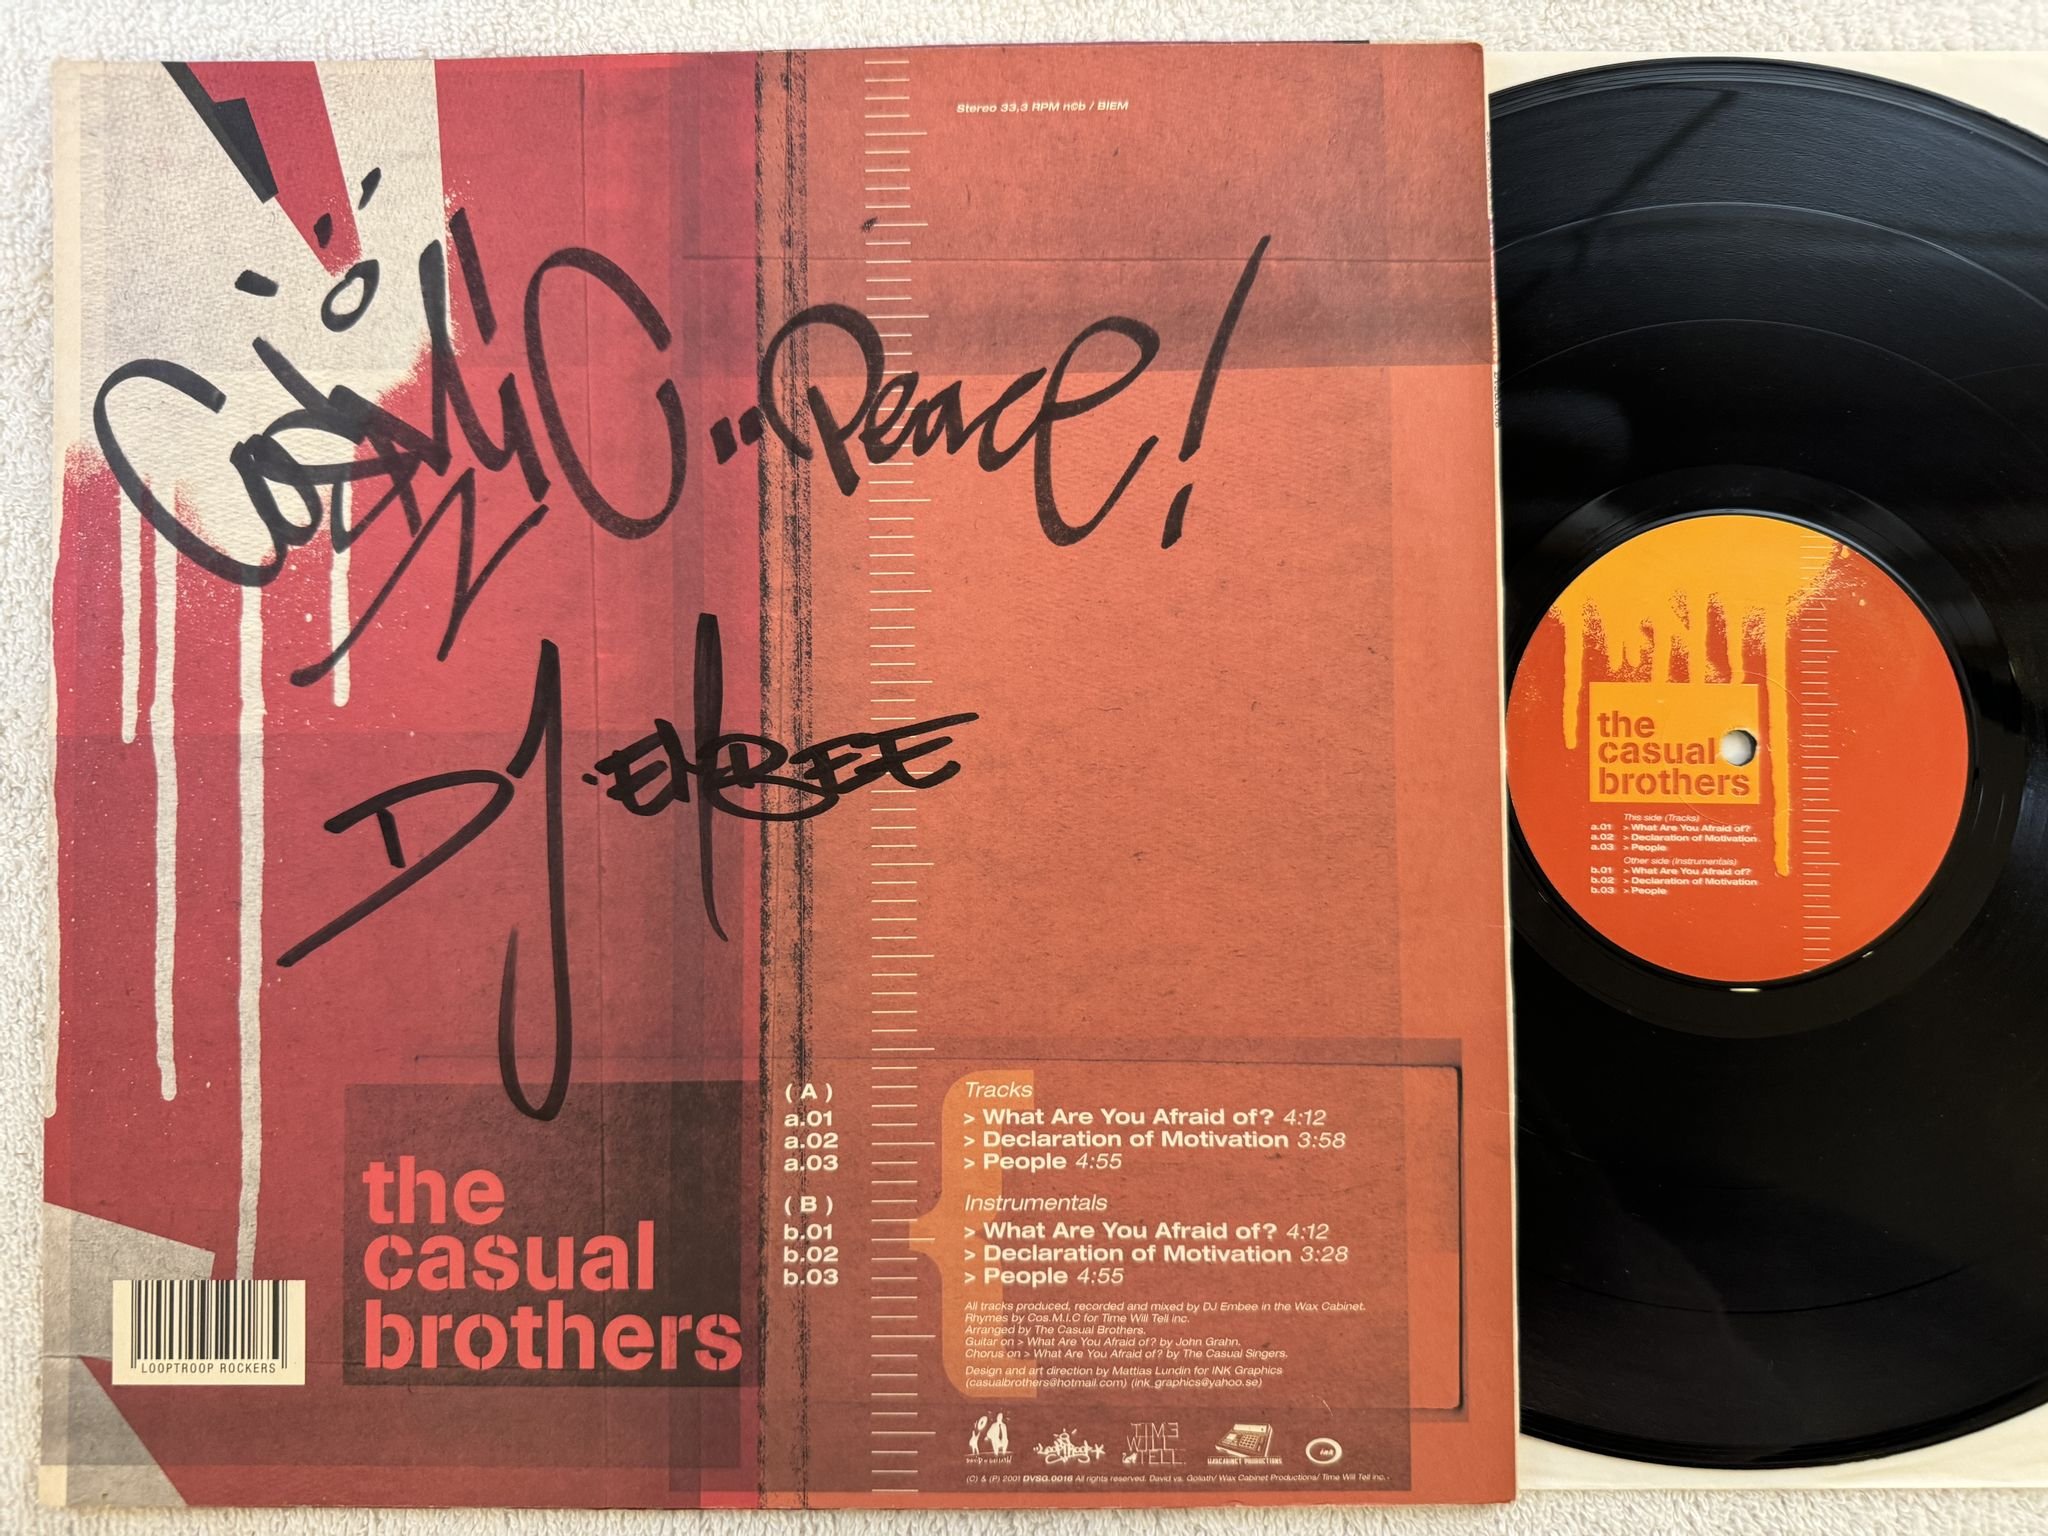 Stereo 33,3 RPM n©b / BIEM
Cosmic..Peace!
DJ.EMBEE
the
casual
brothers
LOOPTROOP ROCKERS
( A ) Tracks
a.01 > What Are You Afraid of? 4:12
a.02 > Declaration of Motivation 3:58
a.03 > People 4:55
( B ) Instrumentals
b.01 > What Are You Afraid of? 4:12
b.02 > Declaration of Motivation 3:28
b.03 > People 4:55
All tracks produced, recorded and mixed by DJ Embee in the Wax Cabinet.
Rhymes by Cos.M.I.C for Time Will Tell inc.
Arranged by The Casual Brothers.
Guitar on > What Are You Afraid of? by John Grahn.
Chorus on > What Are You Afraid of? by The Casual Singers.
Design and art direction by Mattias Lundin for INK Graphics
(casualbrothers@hotmail.com) (ink_graphics@yahoo.se)
DAVID vs GOLIATH
LOOPTROOP
TIME
WILL
TELL.
WAXCABINET PRODUCTIONS
ink
(C) & (P) 2001 DVSG.0016 All rights reserved. David vs. Goliath/ Wax Cabinet Productions/ Time Will Tell inc.
the
casual
brothers
This side (Tracks)
a.01 > What Are You Afraid of?
a.02 > Declaration of Motivation
a.03 > People
Other side (Instrumentals)
b.01 > What Are You Afraid of?
b.02 > Declaration of Motivation
b.03 > People